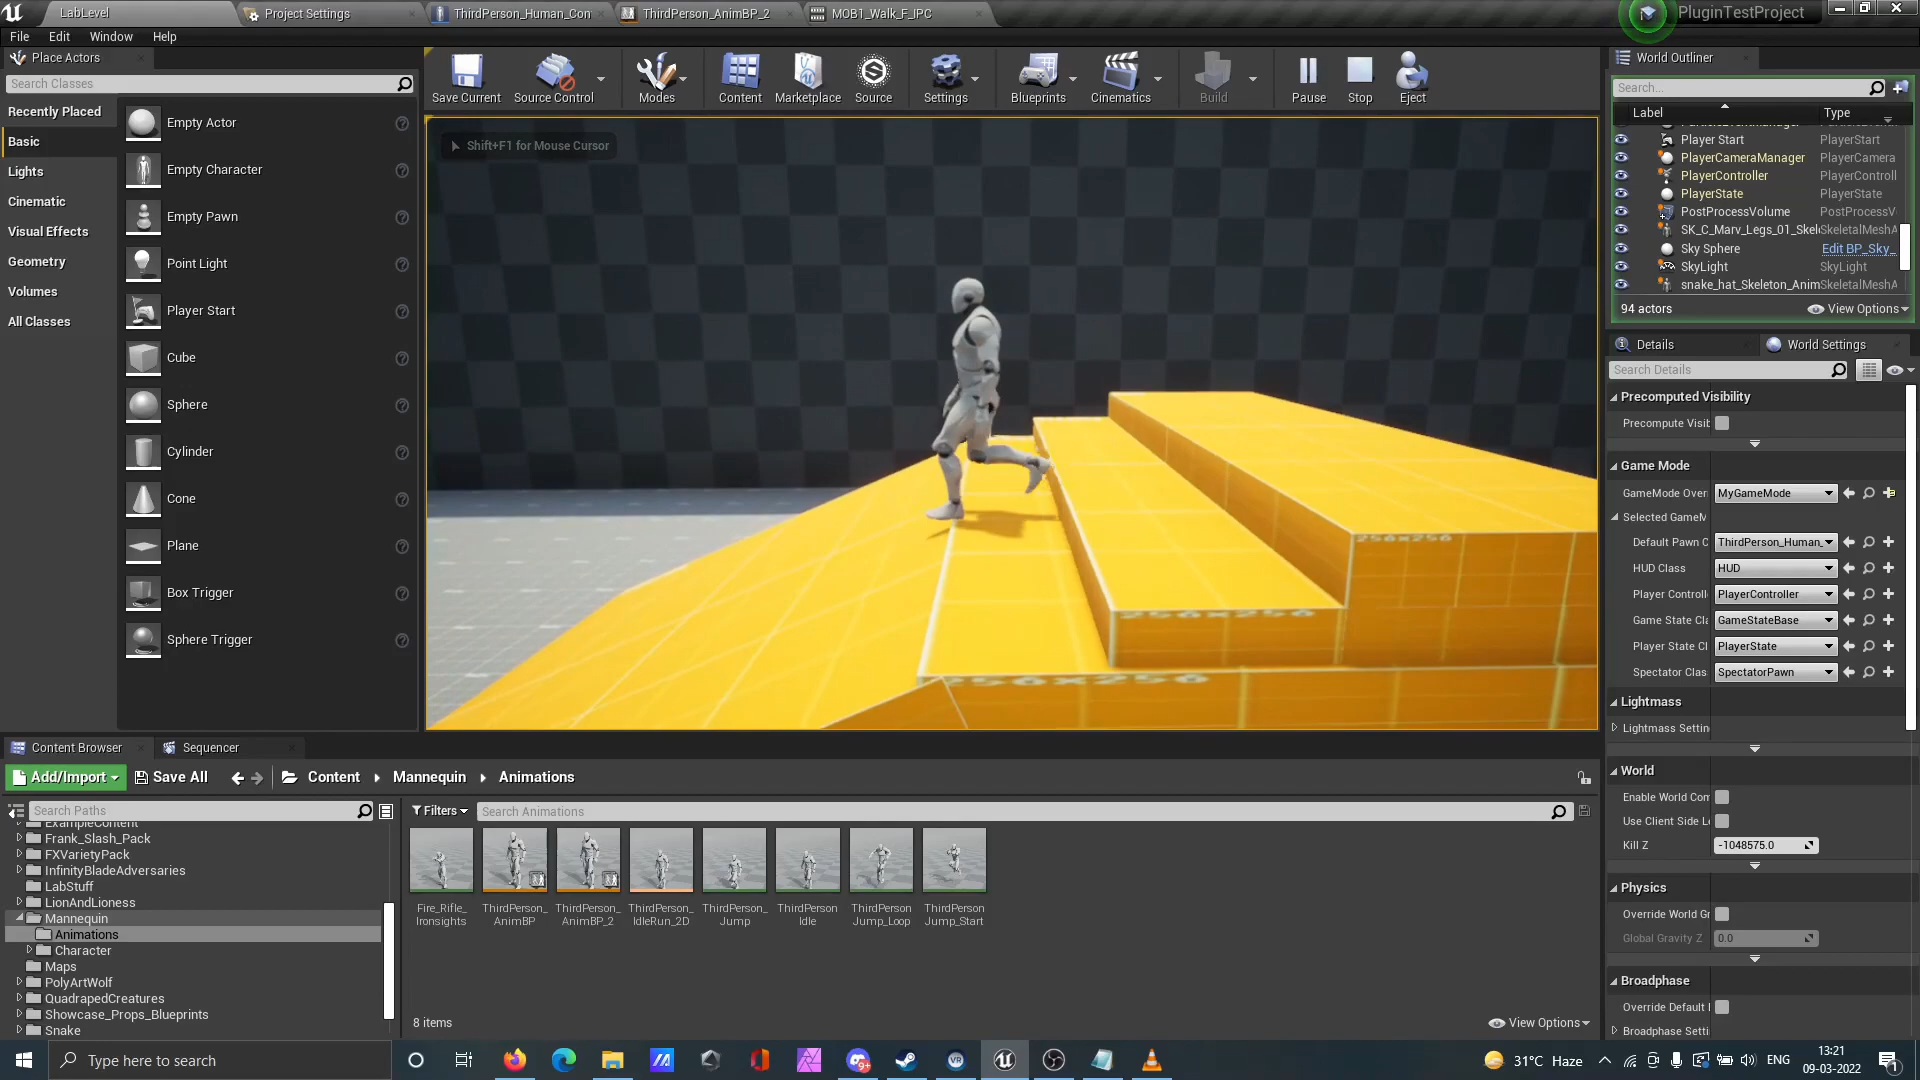 LabLevel
Project Settings
ThirdPerson_Human_Con
ThirdPerson_AnimBP_2
MOB1_Walk_F_IPC
PluginTestProject
File Edit Window Help
Place Actors
Search Classes
Recently Placed
Basic
Lights
Cinematic
Visual Effects
Geometry
Volumes
All Classes
Empty Actor
Empty Character
Empty Pawn
Point Light
Player Start
Cube
Sphere
Cylinder
Cone
Plane
Box Trigger
Sphere Trigger
Save Current
Source Control
Modes
Content
Marketplace
Source
Settings
Blueprints
Cinematics
Build
Pause
Stop
Eject
Shift+F1 for Mouse Cursor
256x256
256x256
256x256
World Outliner
Search...
Label Type
Player Start PlayerStart
PlayerCameraManager PlayerCamera
PlayerController PlayerControll
PlayerState PlayerState
PostProcessVolume PostProcessV
SK_C_Marv_Legs_01_Skel SkeletalMeshA
Sky Sphere Edit BP_Sky_
SkyLight SkyLight
snake_hat_Skeleton_Anim SkeletalMeshA
94 actors View Options
Details
World Settings
Search Details
Precomputed Visibility
Precompute Visib
Game Mode
GameMode Over MyGameMode
Selected GameM
Default Pawn C ThirdPerson_Human_
HUD Class HUD
Player Controll PlayerController
Game State Cla GameStateBase
Player State Cl PlayerState
Spectator Clas SpectatorPawn
Lightmass
Lightmass Settin
World
Enable World Com
Use Client Side Le
Kill Z -1048575.0
Physics
Override World Gr
Global Gravity Z 0.0
Broadphase
Override Default
Broadphase Setti
Content Browser
Sequencer
Add/Import Save All Content Mannequin Animations
Search Paths
Filters Search Animations
ExampleContent
Frank_Slash_Pack
FXVarietyPack
InfinityBladeAdversaries
LabStuff
LionAndLioness
Mannequin
Animations
Character
Maps
PolyArtWolf
QuadrapedCreatures
Showcase_Props_Blueprints
Snake
Fire_Rifle_
Ironsights
ThirdPerson_
AnimBP
ThirdPerson_
AnimBP_2
ThirdPerson_
IdleRun_2D
ThirdPerson_
Jump
ThirdPerson
Idle
ThirdPerson
Jump_Loop
ThirdPerson
Jump_Start
8 items View Options
Type here to search
9+
31°C Haze
ENG
13:21
09-03-2022
1